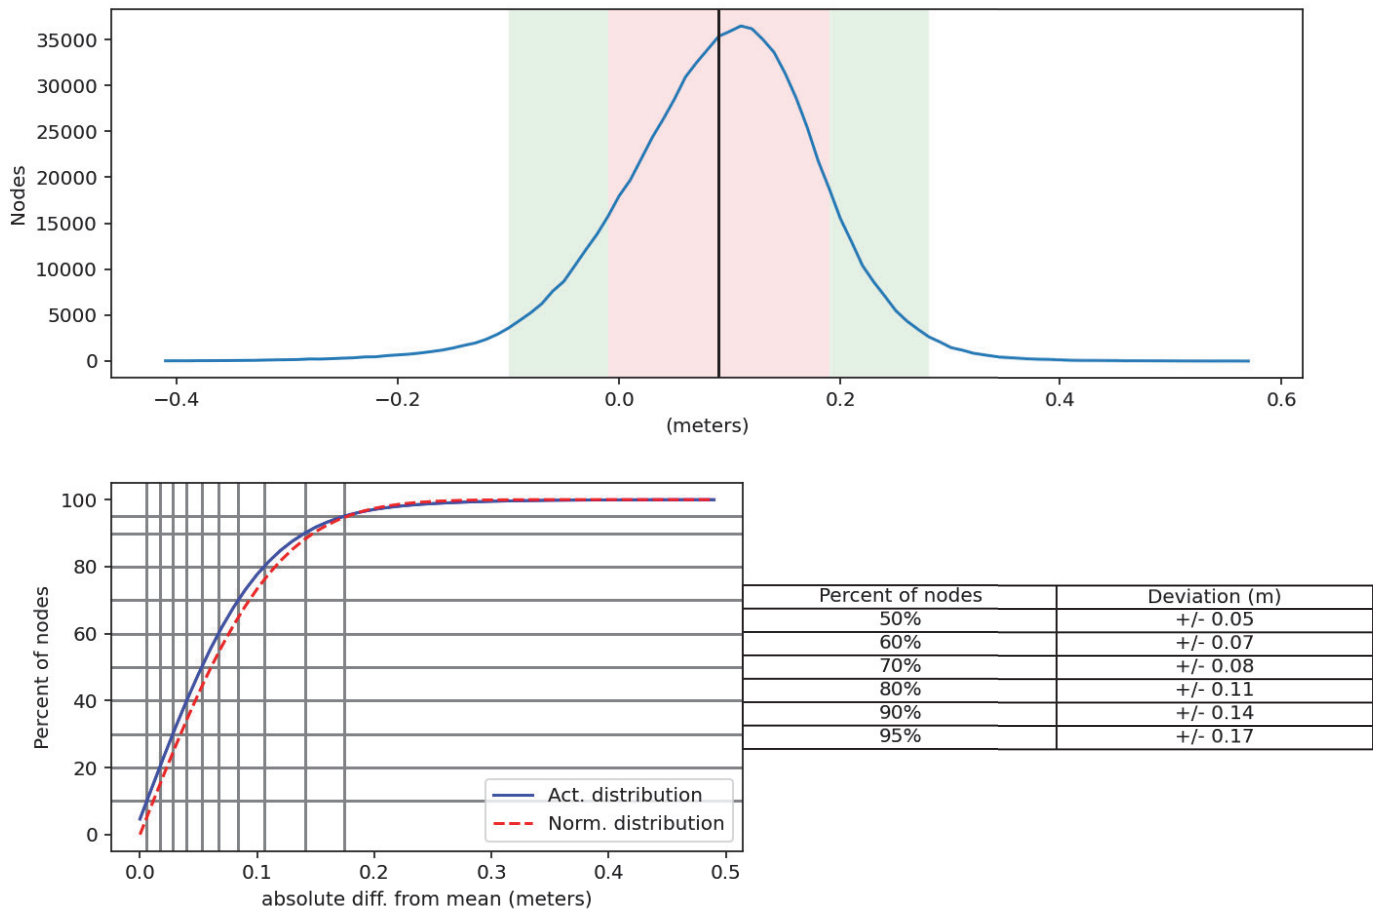 35000
30000
25000
20000
15000
10000
5000
0
Nodes
−0.4 −0.2 0.0 0.2 0.4 0.6
(meters)
100
80
60
40
20
0
Percent of nodes
Act. distribution
Norm. distribution
0.0 0.1 0.2 0.3 0.4 0.5
absolute diff. from mean (meters)
Percent of nodes Deviation (m)
50% +/- 0.05
60% +/- 0.07
70% +/- 0.08
80% +/- 0.11
90% +/- 0.14
95% +/- 0.17